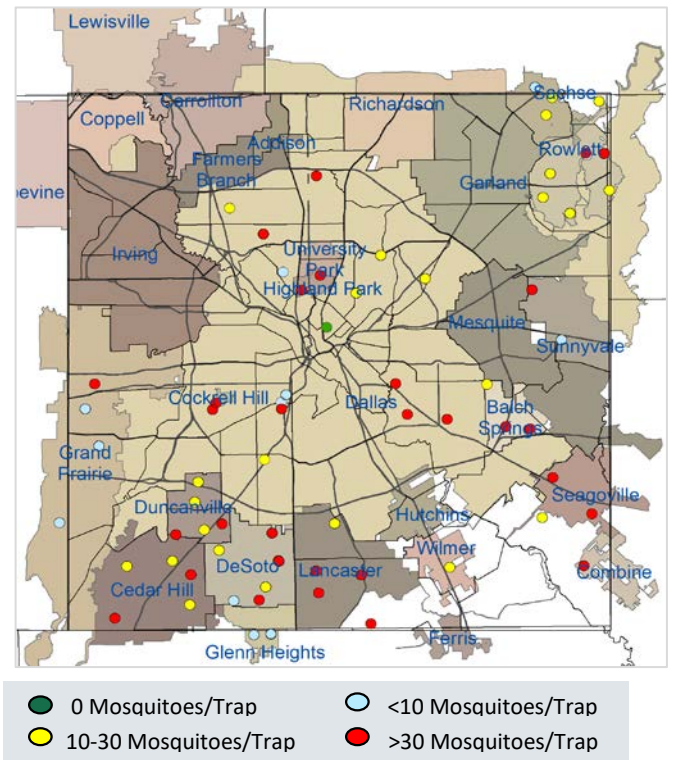 Lewisville
Sachse
Carrollton
Richardson
Coppell
Addison
Rowlett
Farmers
Branch
Garland
evine
University
Park
Irving
Highland Park
Mesquite
Sunnyvale
Cockrell Hill
Dallas
Balch
Springs
Grand
Prairie
Seagoville
Duncanville
Hutchins
Wilmer
DeSoto
Lancaster
Combine
Cedar Hill
Ferris
Glenn Heights
0 Mosquitoes/Trap
<10 Mosquitoes/Trap
10-30 Mosquitoes/Trap
>30 Mosquitoes/Trap